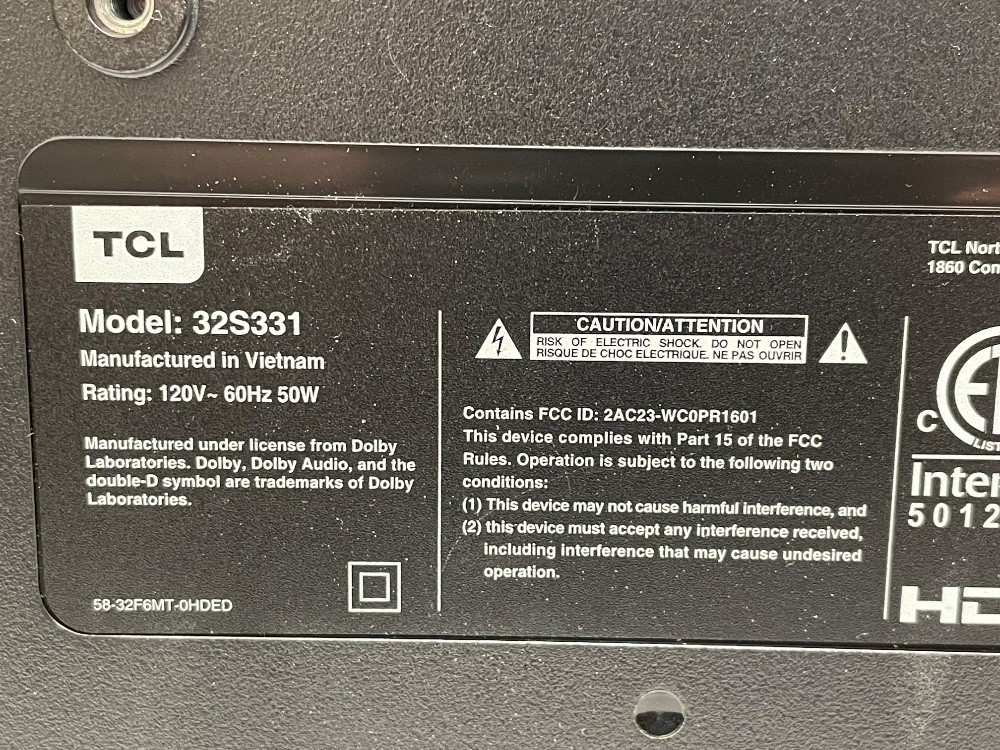 TCL
Model: 32S331
Manufactured in Vietnam
Rating: 120V~ 60Hz 50W
Manufactured under license from Dolby
Laboratories. Dolby, Dolby Audio, and the
double-D symbol are trademarks of Dolby
Laboratories.
58-32F6MT-0HDED
CAUTION/ATTENTION
RISK OF ELECTRIC SHOCK. DO NOT OPEN
RISQUE DE CHOC ELECTRIQUE. NE PAS OUVRIR
Contains FCC ID: 2AC23-WC0PR1601
This device complies with Part 15 of the FCC
Rules. Operation is subject to the following two
conditions:
(1) This device may not cause harmful interference, and
(2) this device must accept any interference received,
including interference that may cause undesired
operation.
TCL
1860
C
5012